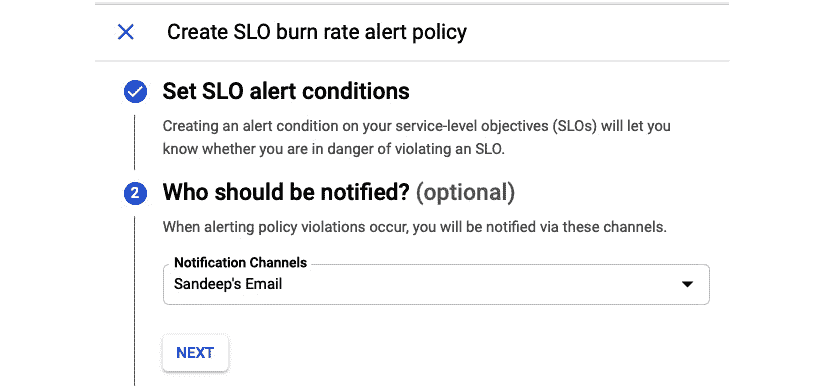 Create SLO burn rate alert policy
Set SLO alert conditions
Creating an alert condition on your service-level objectives (SLOs) will let you
know whether you are in danger of violating an SLO.
2 Who should be notified? (optional)
When alerting policy violations occur, you will be notified via these channels.
Notification Channels
Sandeep's Email
NEXT